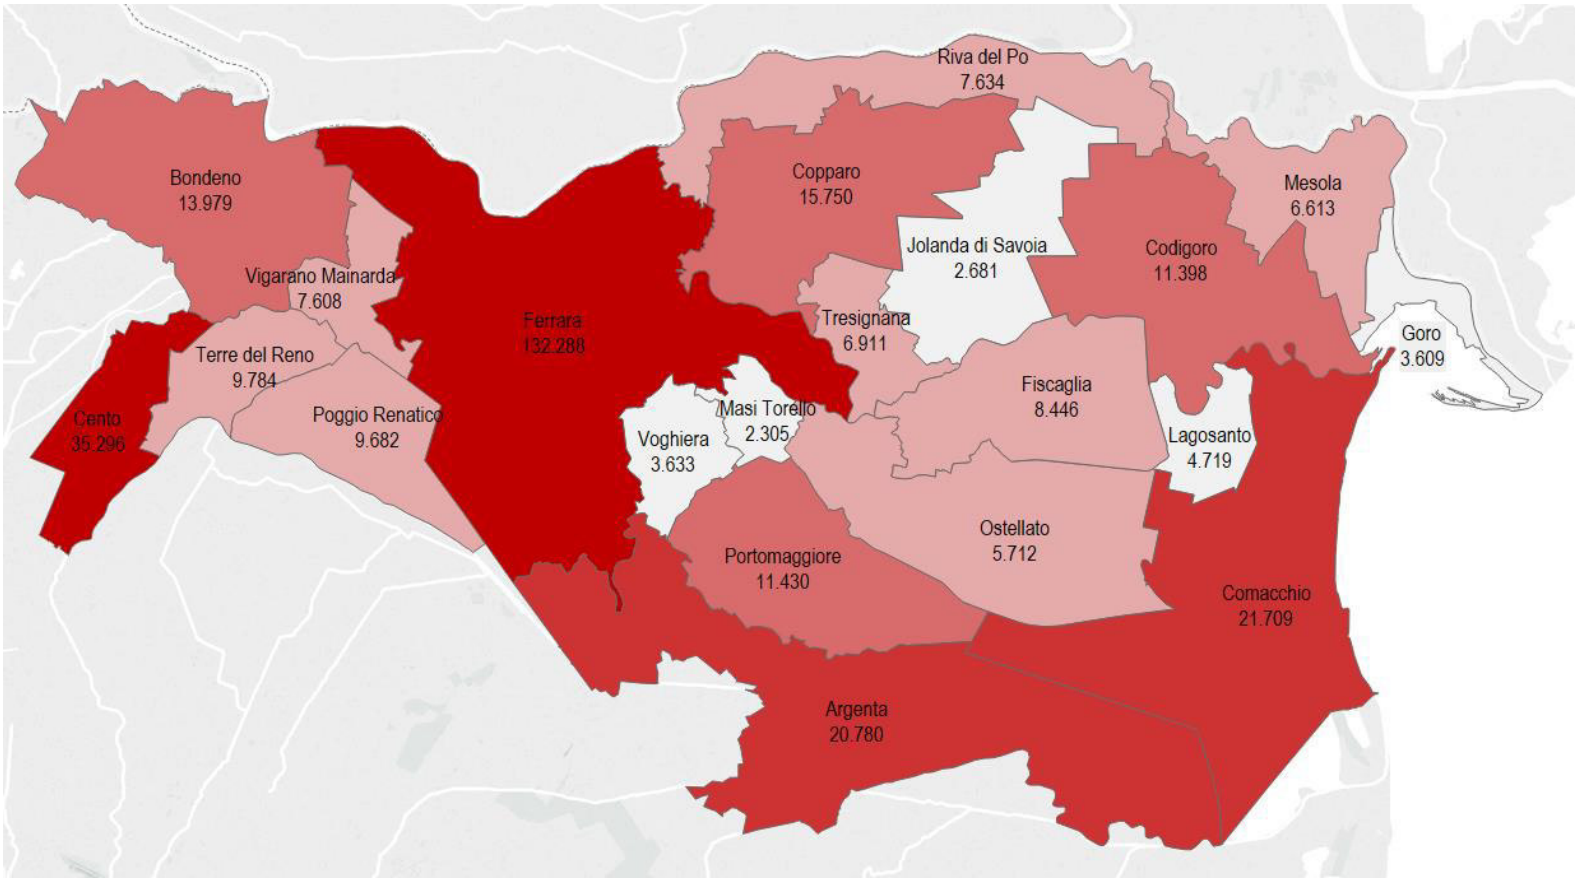 Riva del Po
7.634
Bondeno
13.979
Copparo
15.750
Mesola
6.613
Jolanda di Savoia
2.681
Codigoro
11.398
Vigarano Mainarda
7.608
Ferrara
132.288
Tresignana
6.911
Goro
3.609
Terre del Reno
9.784
Fiscaglia
8.446
Cento
35.296
Poggio Renatico
9.682
Masi Torello
2.305
Voghiera
3.633
Lagosanto
4.719
Ostellato
5.712
Portomaggiore
11.430
Comacchio
21.709
Argenta
20.780